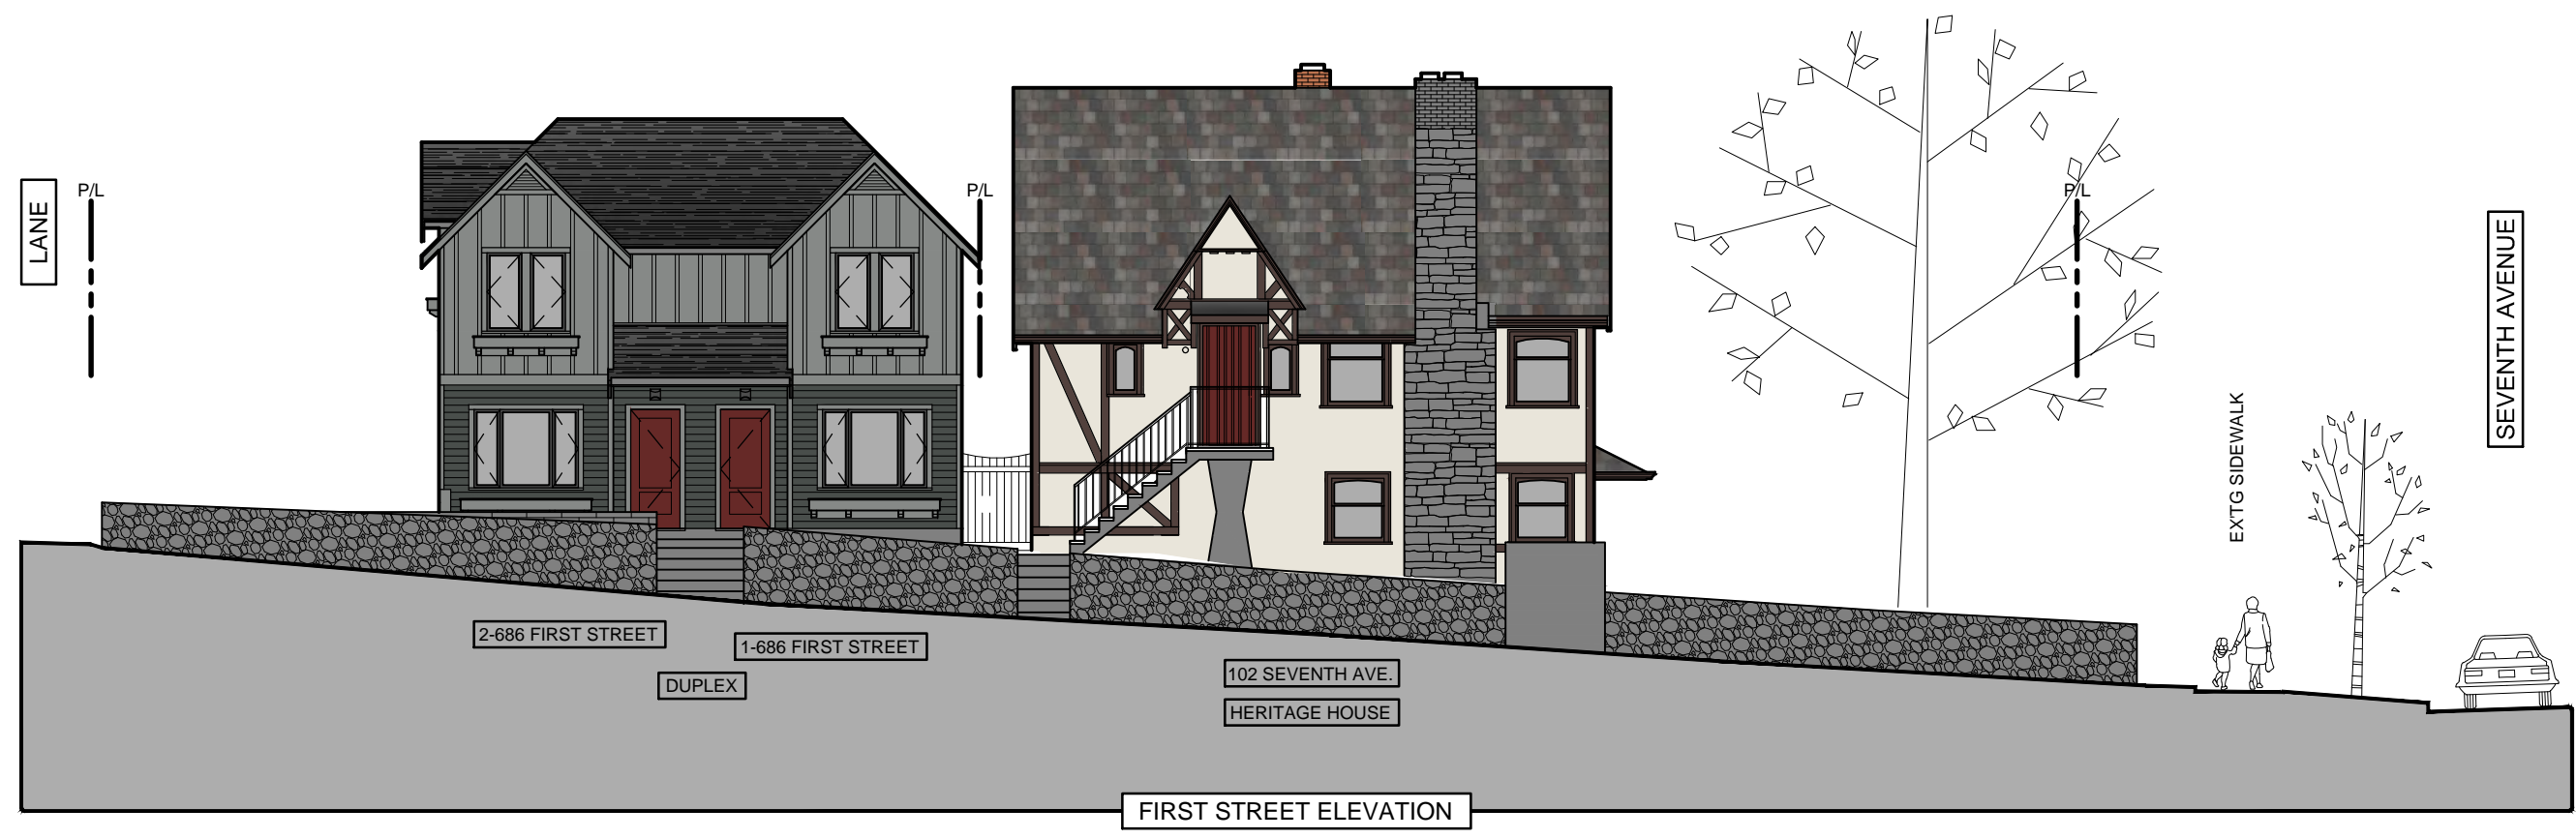 LANE
P/L
P/L
P/L
SEVENTH AVENUE
EXTG SIDEWALK
2-686 FIRST STREET
1-686 FIRST STREET
DUPLEX
102 SEVENTH AVE.
HERITAGE HOUSE
FIRST STREET ELEVATION